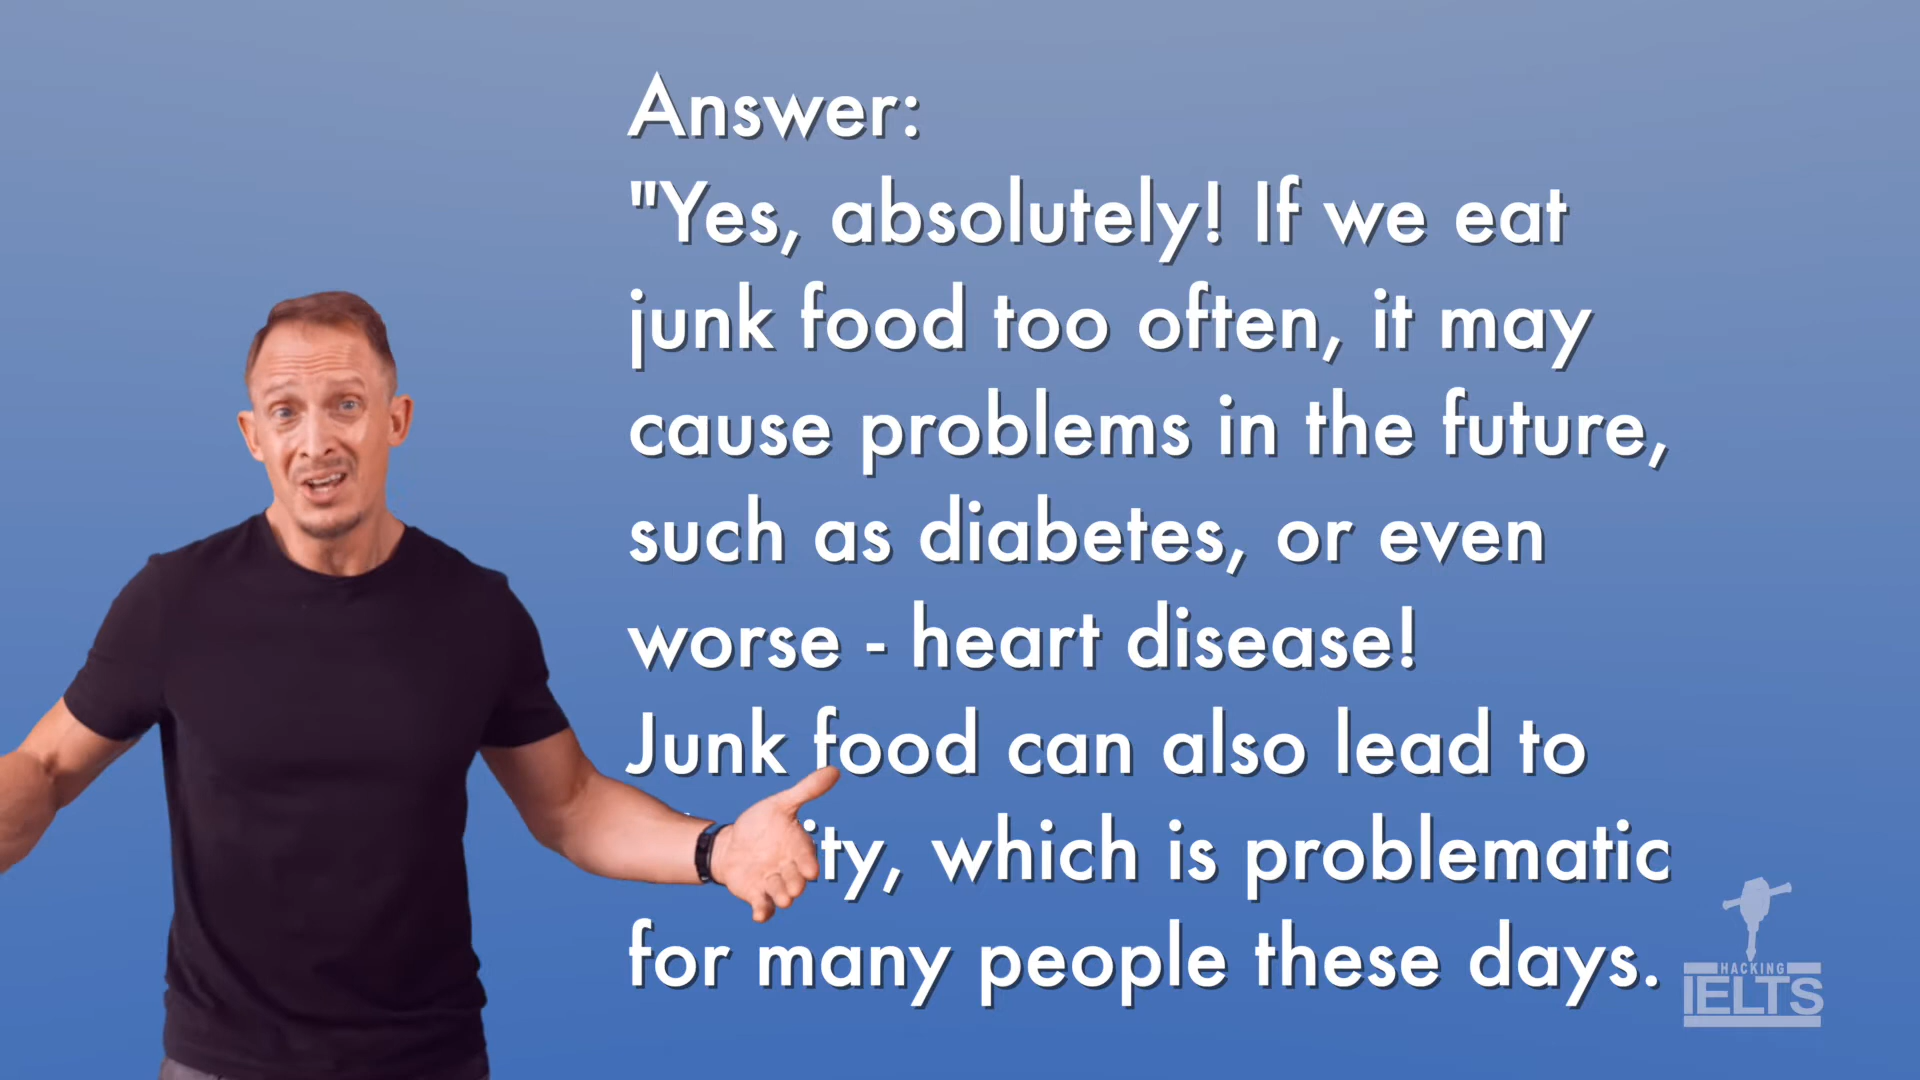 Answer:
"Yes, absolutely! If we eat
junk food too often, it may
cause problems in the future,
such as diabetes, or even
worse - heart disease!
Junk food can also lead to
which is problematic
for many people these days.
HACKING
IELTS